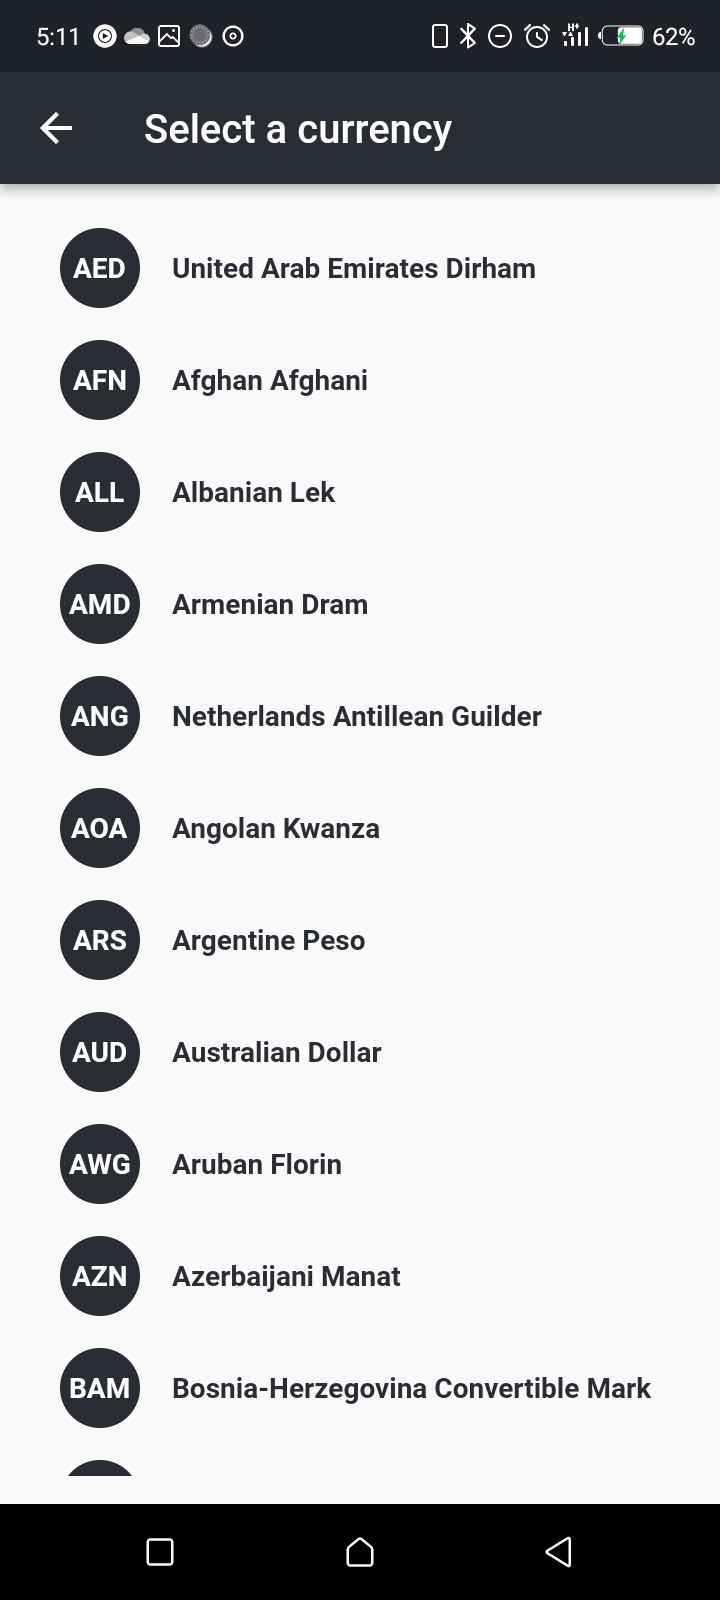 5:11 62%
Select a currency
AED United Arab Emirates Dirham
AFN Afghan Afghani
ALL Albanian Lek
AMD Armenian Dram
ANG Netherlands Antillean Guilder
AOA Angolan Kwanza
ARS Argentine Peso
AUD Australian Dollar
AWG Aruban Florin
AZN Azerbaijani Manat
BAM Bosnia-Herzegovina Convertible Mark